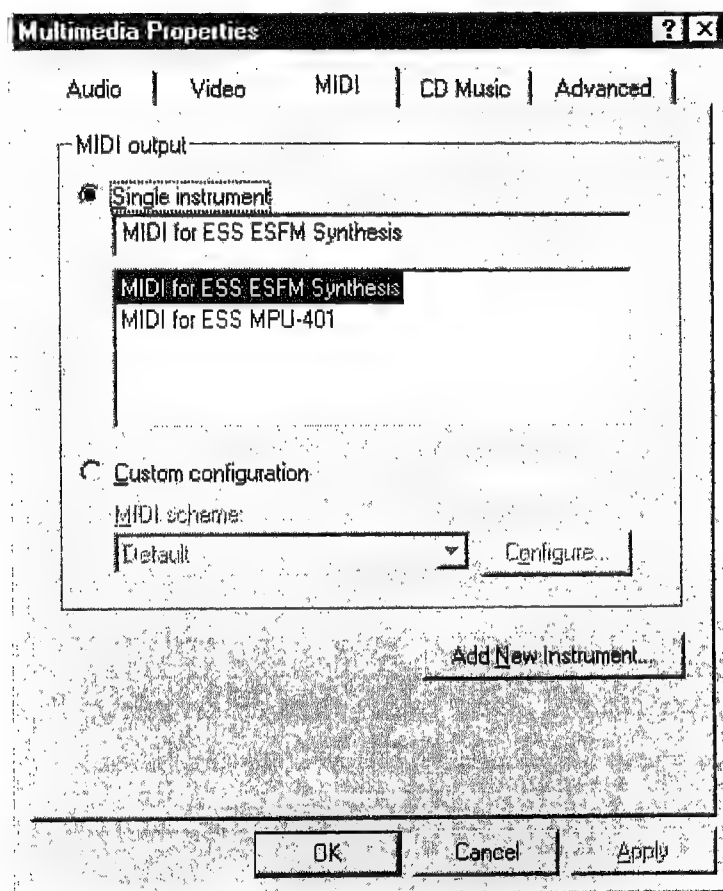 Multimedia Properties ? X
Audio Video MIDI CD Music Advanced
MIDI output
Single instrument
MIDI for ESS ESFM Synthesis
MIDI for ESS ESFM Synthesis
MIDI for ESS MPU-401
Custom configuration
MIDI scheme:
Default Configure...
Add New Instrument...
OK Cancel Apply